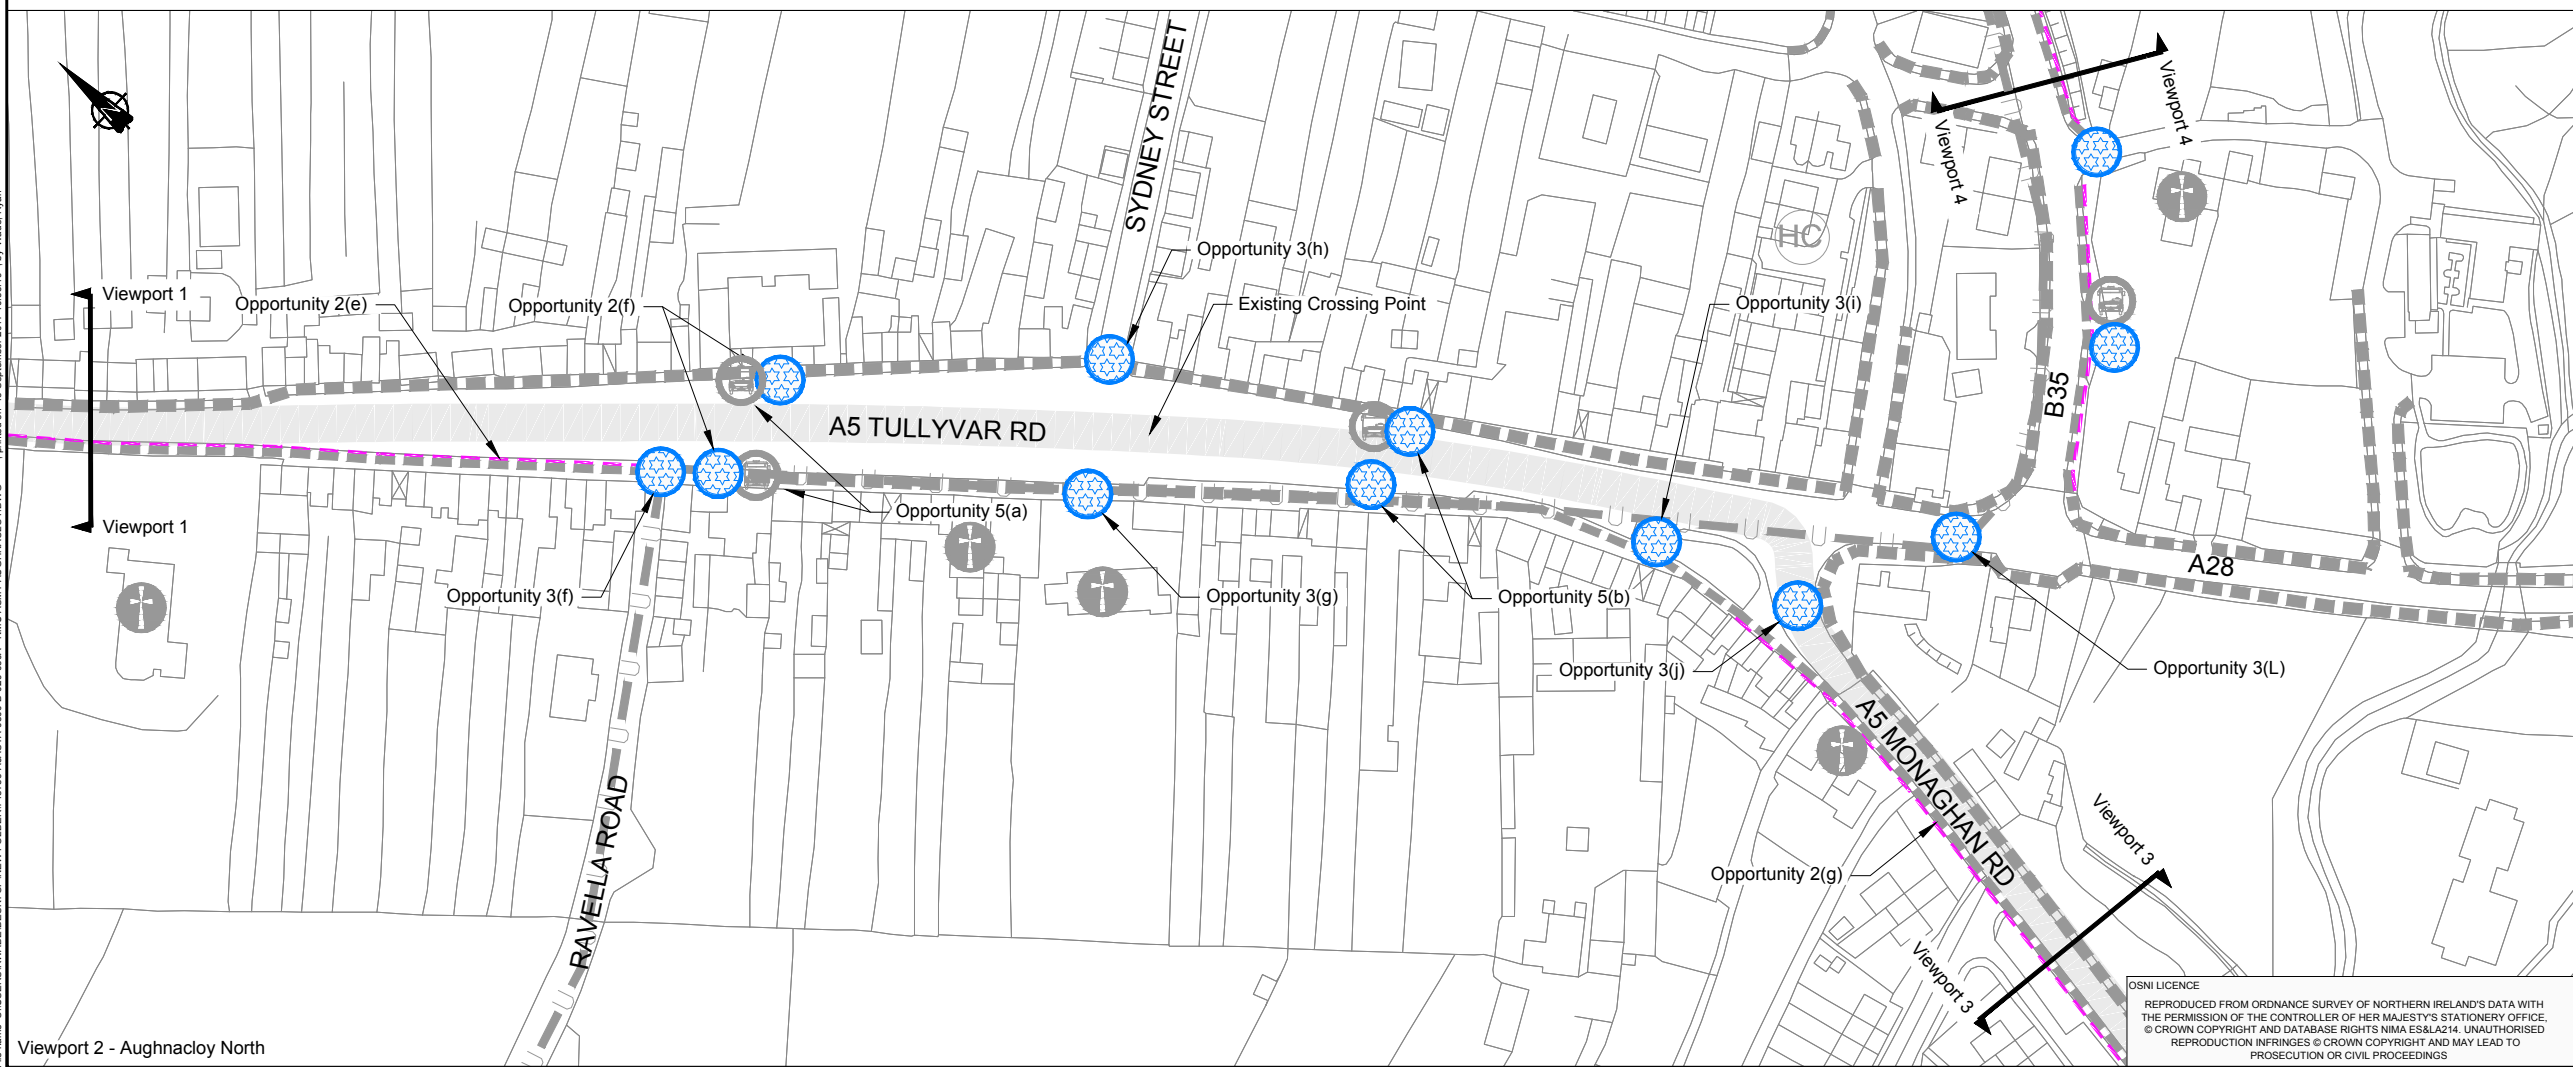 SYDNEY STREET
Viewport 4
Viewport 4
HC
Opportunity 3(h)
Viewport 1
Opportunity 2(e)
Opportunity 2(f)
Existing Crossing Point
Opportunity 3(i)
B35
A5 TULLYVAR RD
Opportunity 5(a)
Viewport 1
A28
Opportunity 3(f)
Opportunity 3(g)
Opportunity 5(b)
Opportunity 3(j)
Opportunity 3(L)
A5 MONAGHAN RD
RAVELLA ROAD
Viewport 3
Opportunity 2(g)
Viewport 3
Viewport 2 - Aughnacloy North
OSNI LICENCE
REPRODUCED FROM ORDNANCE SURVEY OF NORTHERN IRELAND'S DATA WITH
THE PERMISSION OF THE CONTROLLER OF HER MAJESTY'S STATIONERY OFFICE,
© CROWN COPYRIGHT AND DATABASE RIGHTS NIMA ES&LA214. UNAUTHORISED
REPRODUCTION INFRINGES © CROWN COPYRIGHT AND MAY LEAD TO
PROSECUTION OR CIVIL PROCEEDINGS